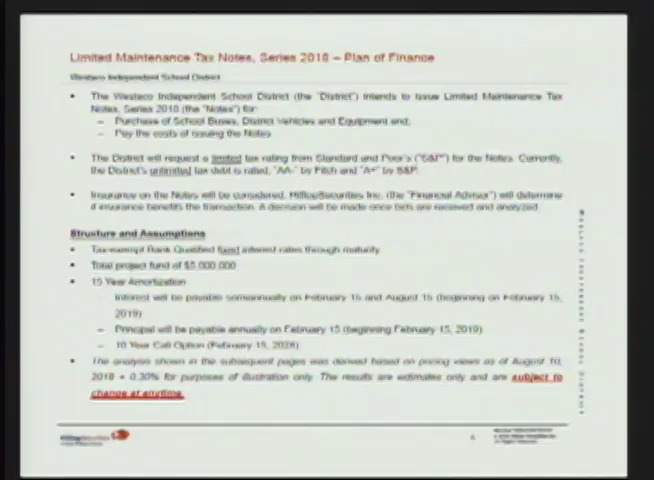 Limited Maintenance Tax Notes, Series 2018 – Plan of Finance
Weslaco Independent School District
• The Weslaco Independent School District (the "District") intends to issue Limited Maintenance Tax
Notes, Series 2018 (the "Notes") for:
– Purchase of School Buses, District Vehicles and Equipment and;
– Pay the costs of issuing the Notes
• The District will request a limited tax rating from Standard and Poor's ("S&P") for the Notes. Currently,
the District's unlimited tax debt is rated, "AA-" by Fitch and "A+" by S&P.
• Insurance on the Notes will be considered. HilltopSecurities Inc. (the "Financial Advisor") will determine
if insurance benefits the transaction. A decision will be made once bids are received and analyzed.
Structure and Assumptions
• Tax-exempt Bank Qualified fixed interest rates through maturity
• Total project fund of $5,000,000
• 15 Year Amortization
– Interest will be payable semiannually on February 15 and August 15 (beginning on February 15,
2019)
– Principal will be payable annually on February 15 (beginning February 15, 2019)
– 10 Year Call Option (February 15, 2028)
• The analysis shown in the subsequent pages was derived based on pricing views as of August 10,
2018 + 0.30% for purposes of illustration only. The results are estimates only and are subject to
change at anytime.
HilltopSecurities